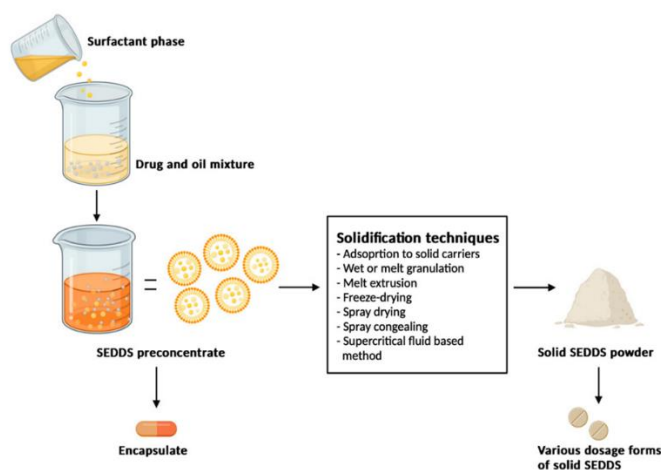 Surfactant phase
Drug and oil mixture
SEDDS preconcentrate
Encapsulate
Solidification techniques
- Adsoprtion to solid carriers
- Wet or melt granulation
- Melt extrusion
- Freeze-drying
- Spray drying
- Spray congealing
- Supercritical fluid based
method
Solid SEDDS powder
Various dosage forms
of solid SEDDS